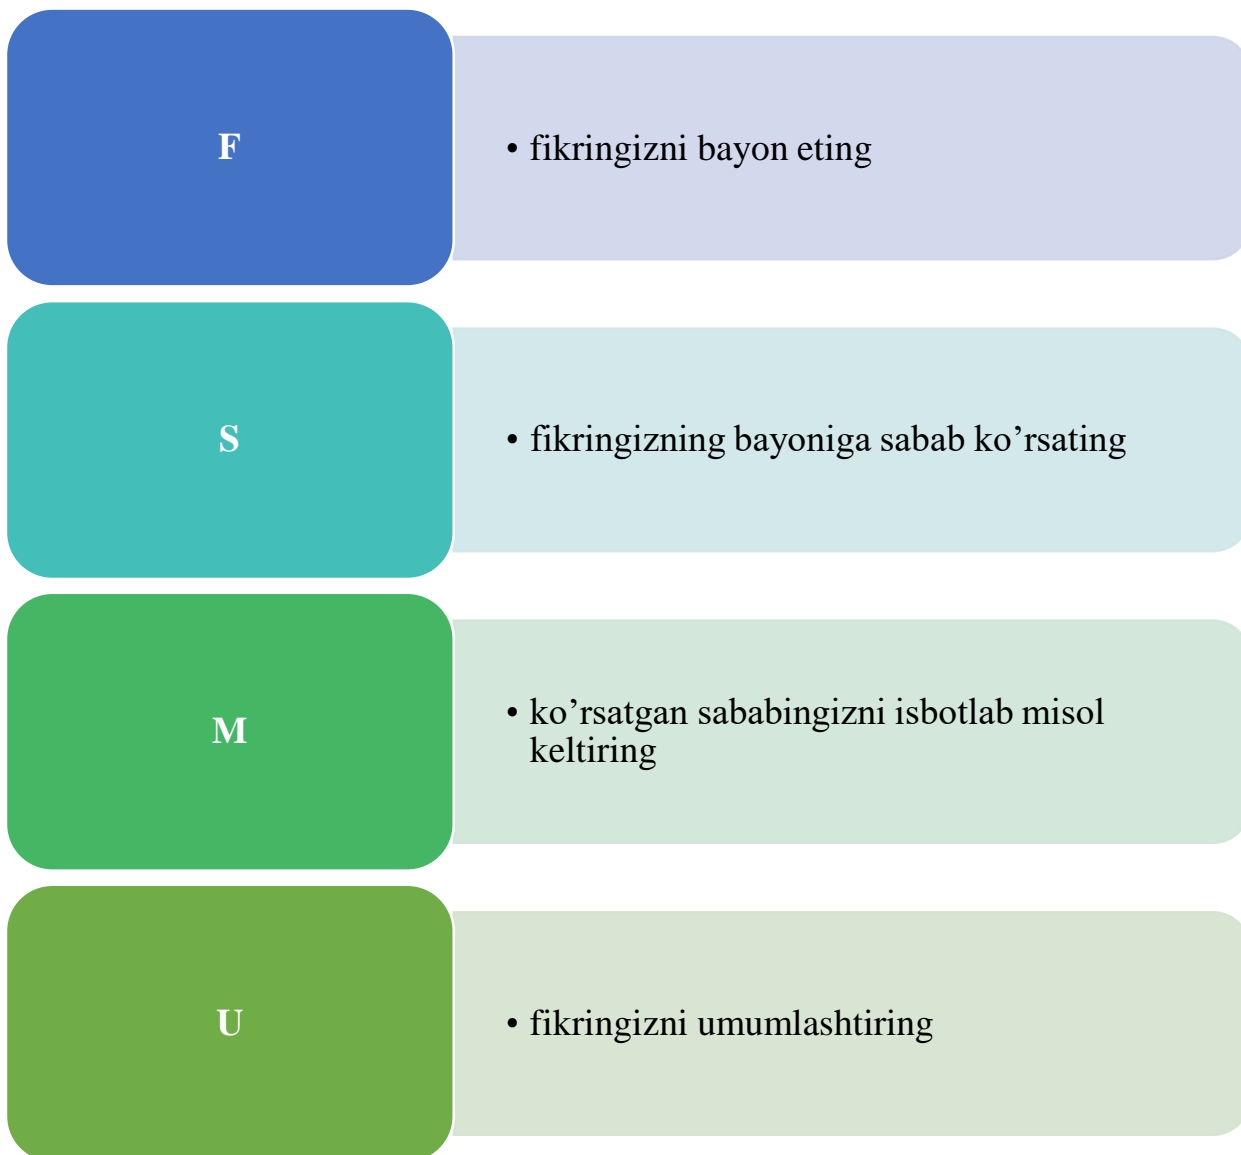 F
• fikringizni bayon eting
S
• fikringizning bayoniga sabab ko’rsating
M
• ko’rsatgan sababingizni isbotlab misol
keltiring
U
• fikringizni umumlashtiring